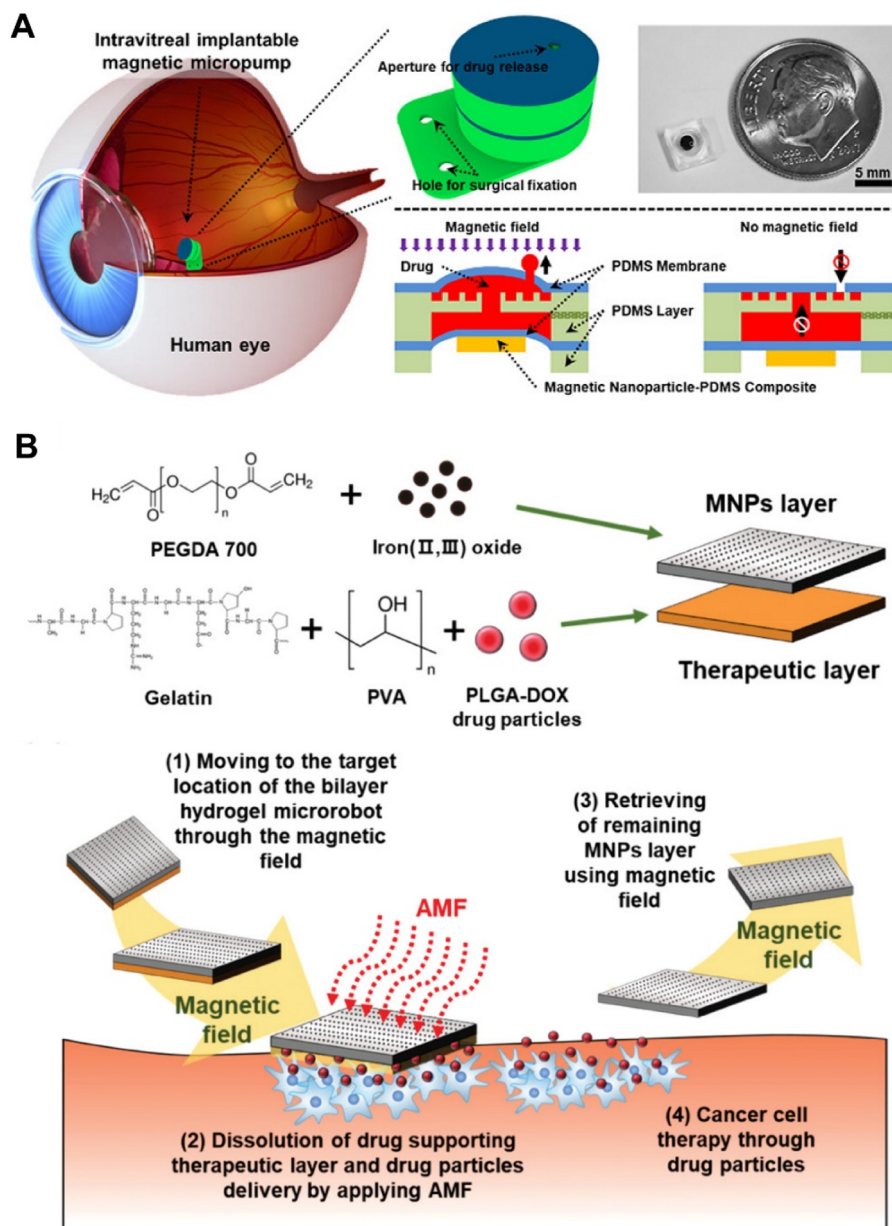 A
Intravitreal implantable
magnetic micropump
Human eye
Aperture for drug release
Hole for surgical fixation
LIBERTY
5 mm
Magnetic field
No magnetic field
Drug
PDMS Membrane
PDMS Layer
Magnetic Nanoparticle-PDMS Composite
B
H₂C
O
O
n
O
O
CH₂
PEGDA 700
+
Iron(II,III) oxide
MNPs layer
Gelatin
+
OH
n
PVA
+
PLGA-DOX
drug particles
Therapeutic layer
(1) Moving to the target
location of the bilayer
hydrogel microrobot
through the magnetic
field
Magnetic
field
AMF
(2) Dissolution of drug supporting
therapeutic layer and drug particles
delivery by applying AMF
(3) Retrieving
of remaining
MNPs layer
using magnetic
field
Magnetic
field
(4) Cancer cell
therapy through
drug particles